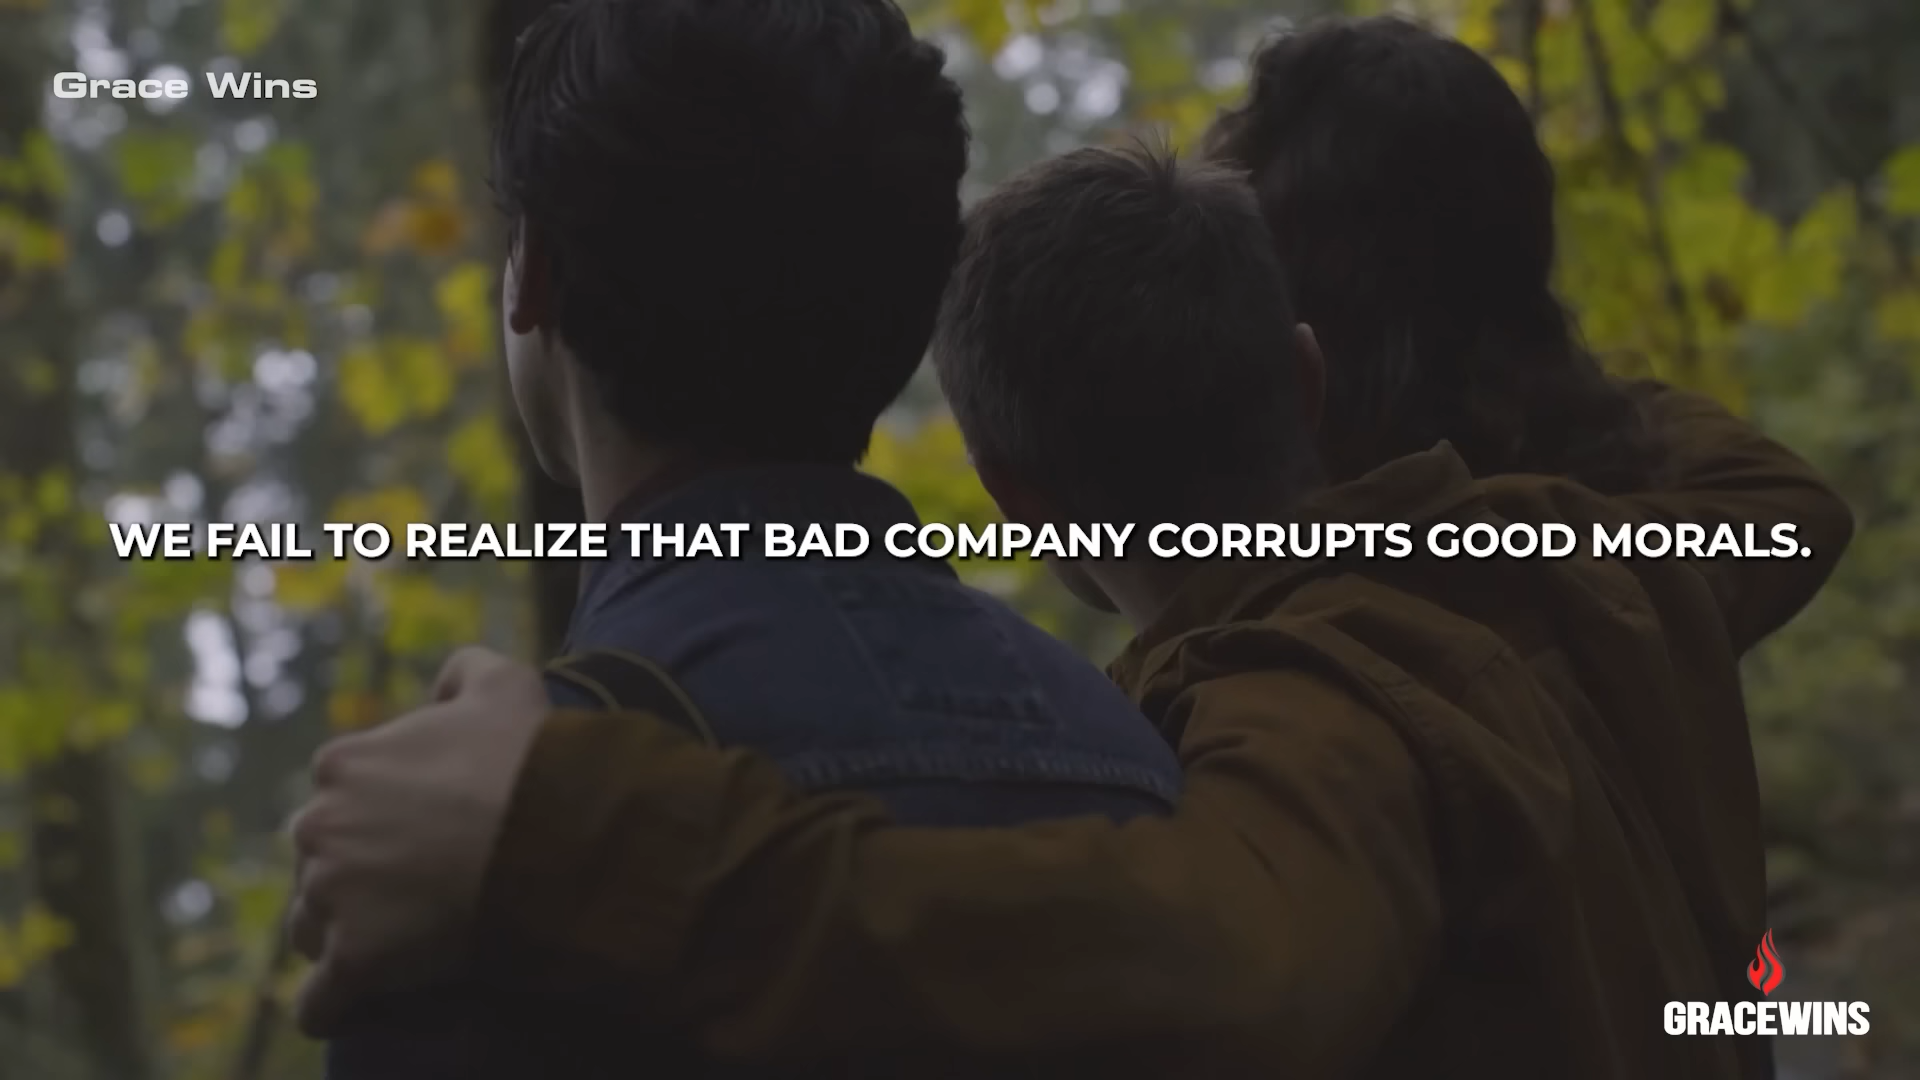 Grace Wins
WE FAIL TO REALIZE THAT BAD COMPANY CORRUPTS GOOD MORALS.
GRACEWINS